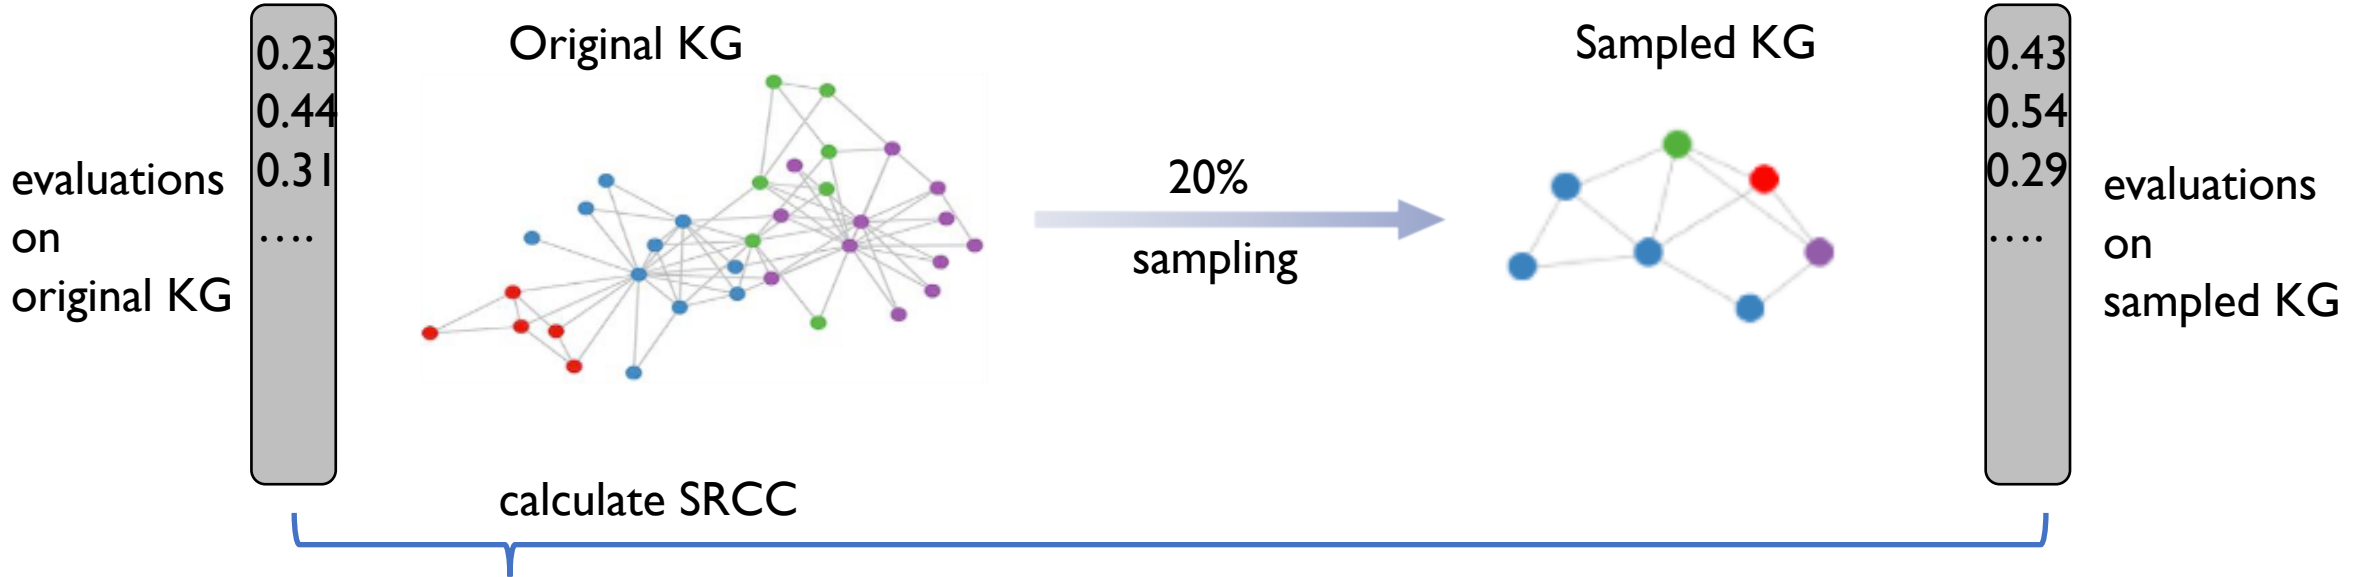 0.23
0.44
0.31
....
evaluations
on
original KG
Original KG
20%
sampling
Sampled KG
0.43
0.54
0.29
....
evaluations
on
sampled KG
calculate SRCC